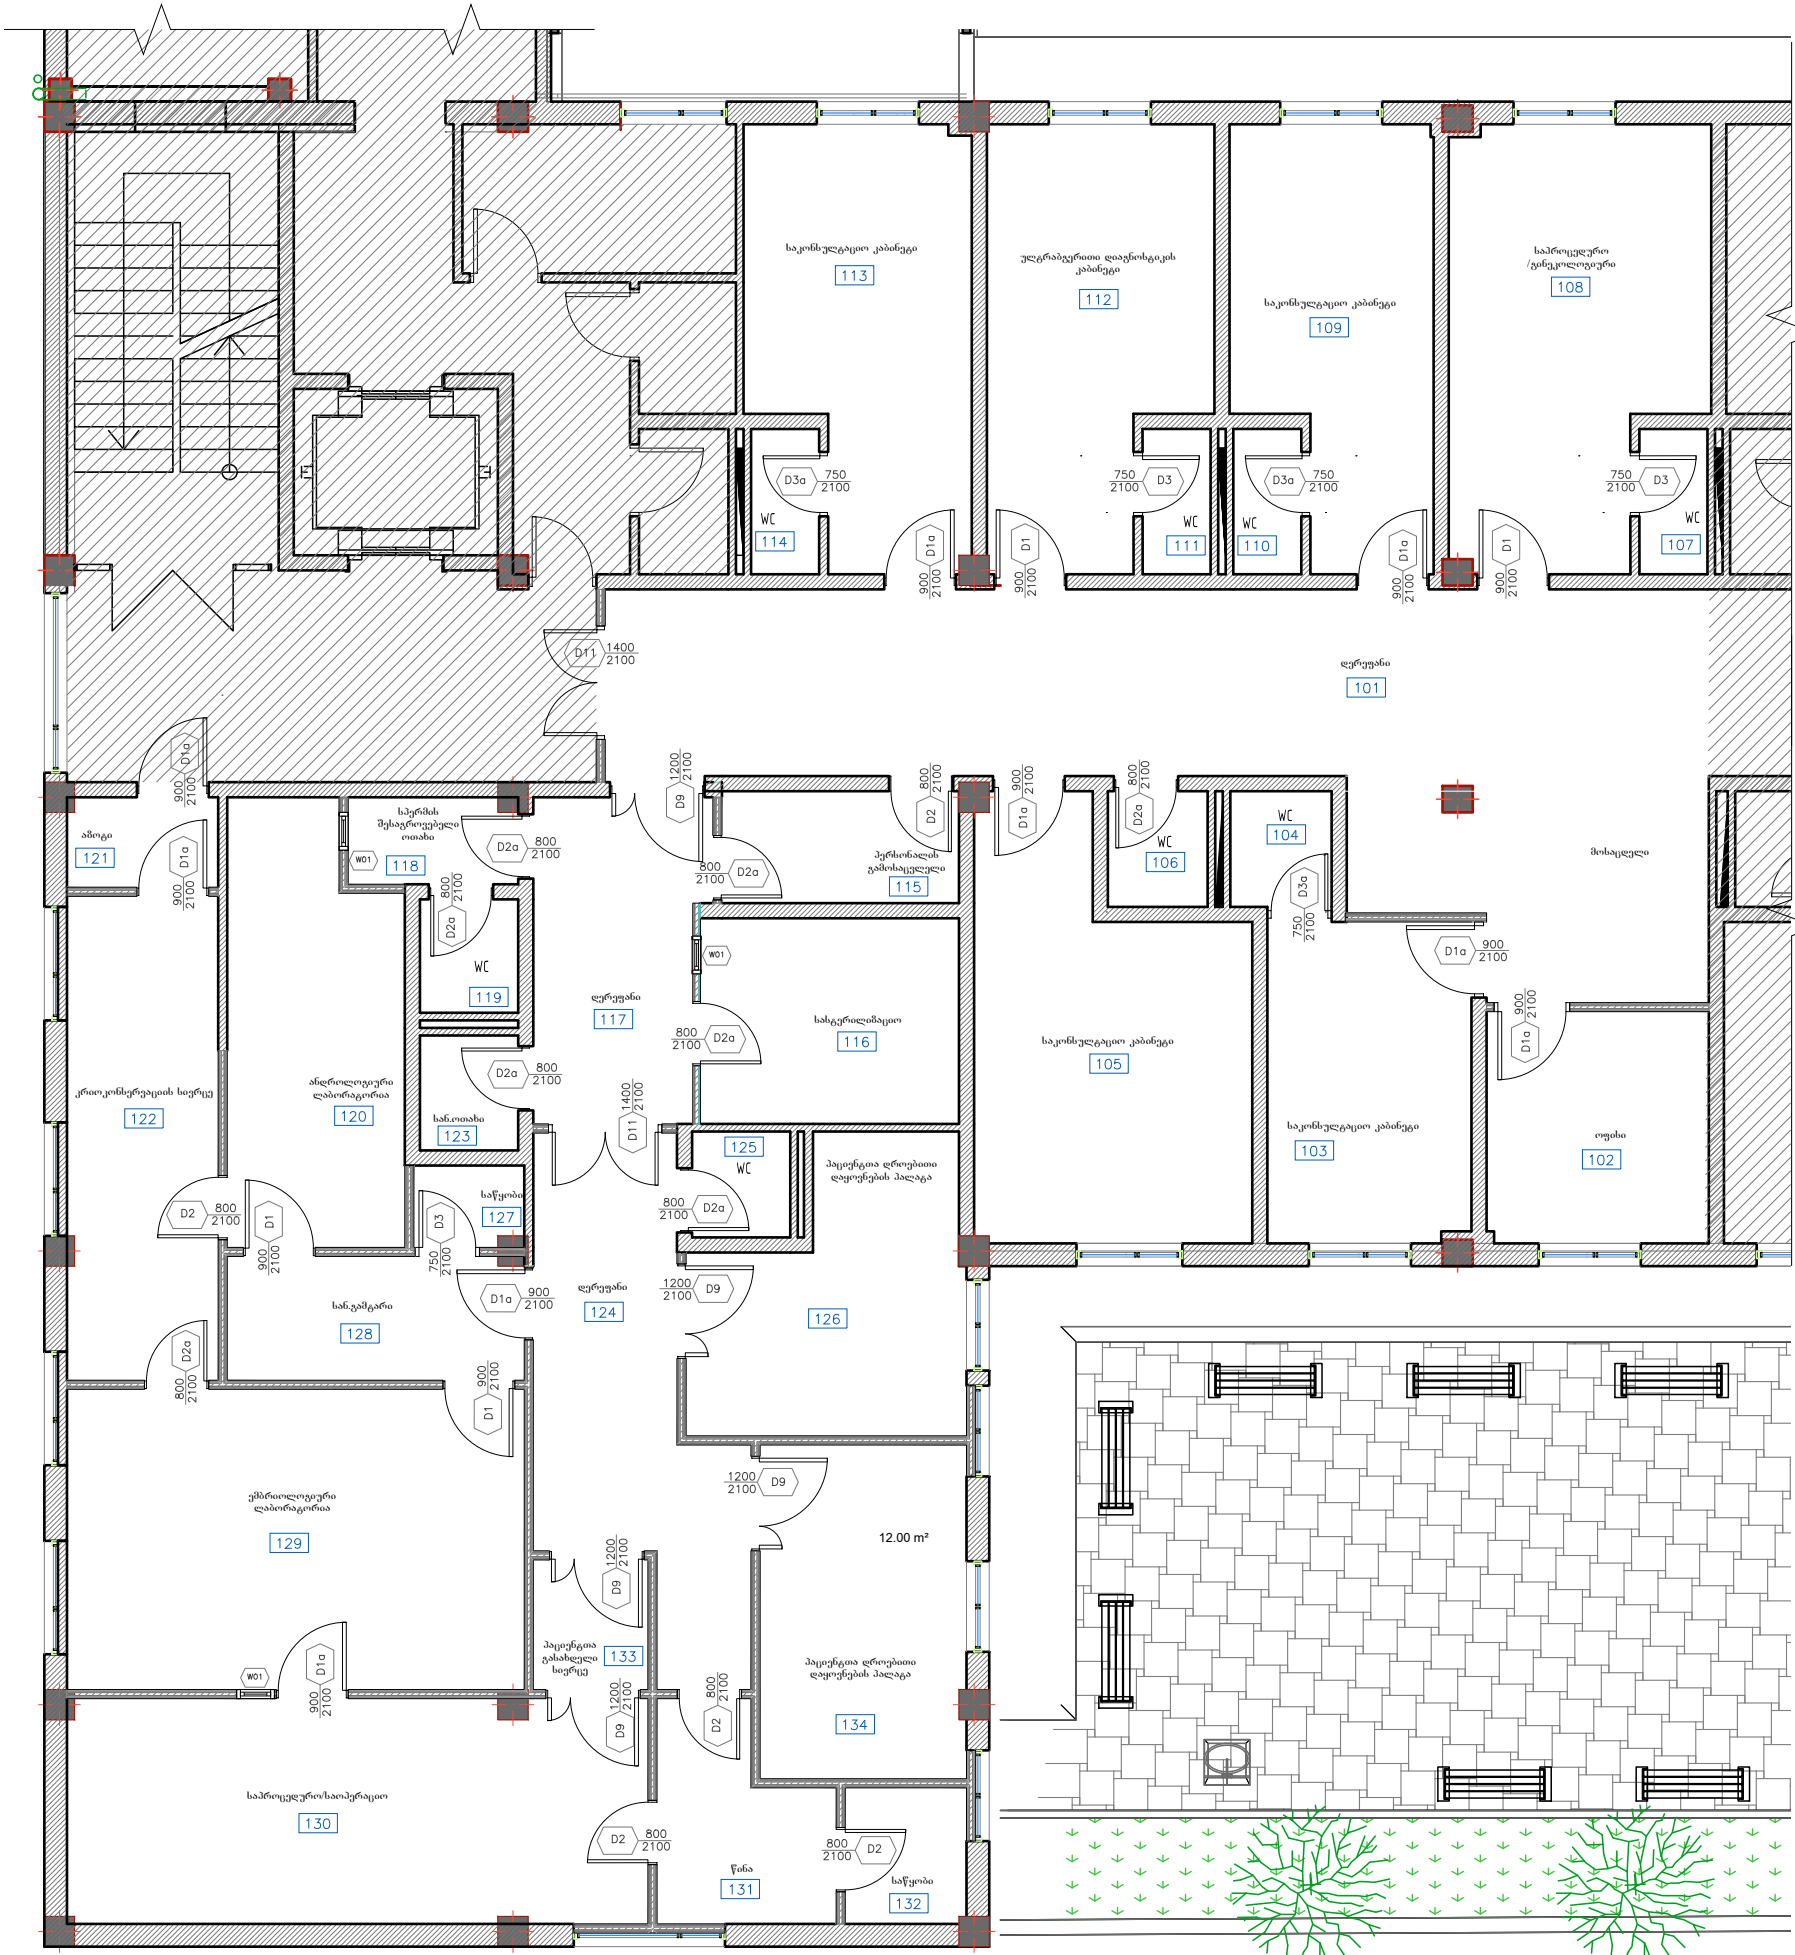 საკონსულტაციო კაბინეტი
113
ულტრაბგერითი დიაგნოსტიკის
კაბინეტი
112
საკონსულტაციო კაბინეტი
109
საპროცედურო
/გინეკოლოგიური
108
D3a 750
2100
WC
114
750
2100 D3
WC
111
D3a 750
2100
WC
110
750
2100 D3
WC
107
D1a
900
2100
D1
900
2100
D1a
900
2100
D1
900
2100
D11 1400
2100
დერეფანი
101
D1a
900
2100
1200
2100
D9
800
2100
D2
900
2100
D1a
800
2100
D2a
აზოტი
121
D1a
900
2100
სპერმის
შესაგროვებელი
ოთახი
118
W01
D2a 800
2100
800
2100
D2a
WC
119
800
2100 D2a
პერსონალის
გამოსაცვლელი
115
WC
106
WC
104
D3a
750
2100
მოსაცდელი
D1a 900
2100
W01
დერეფანი
117
სასტერილიზაციო
116
800
2100 D2a
საკონსულტაციო კაბინეტი
105
900
2100
D1a
კრიოკონსერვაციის სივრცე
122
ანდროლოგიური
ლაბორატორია
120
D2a 800
2100
სან.ოთახი
123
1400
2100
D11
125
WC
პაციენტთა დროებითი
დაყოვნების პალატა
საკონსულტაციო კაბინეტი
103
ოფისი
102
D2 800
2100
D1
900
2100
D3
750
2100
საწყობი
127
800
2100 D2a
სან.გამტარი
128
D1a 900
2100
დერეფანი
124
1200
2100 D9
126
D2a
800
2100
900
2100
D1
ემბრიოლოგიური
ლაბორატორია
129
1200
2100 D9
12.00 m²
1200
2100
D9
W01
D1a
900
2100
პაციენტთა
გასახდელი
სივრცე
133
1200
2100
D9
800
2100
D2
პაციენტთა დროებითი
დაყოვნების პალატა
134
საპროცედურო/საოპერაციო
130
D2 800
2100
წინა
131
800
2100 D2
საწყობი
132